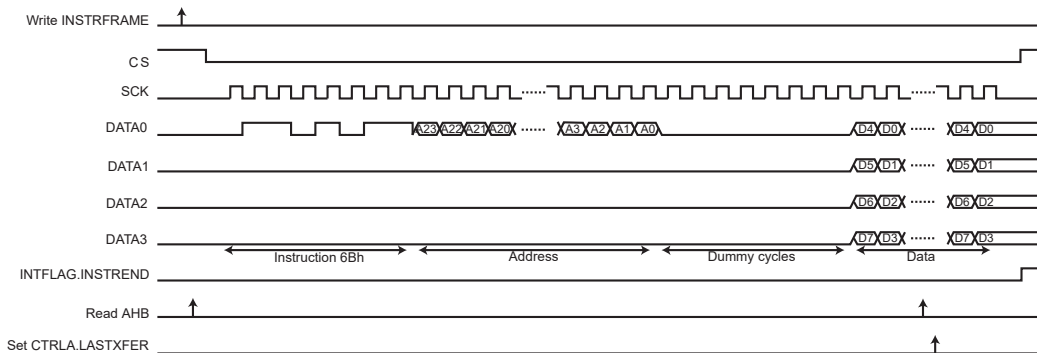 Write INSTRFRAME
CS
SCK
DATA0 A23 A22 A21 A20 A3 A2 A1 A0 D4 D0 D4 D0
DATA1 D5 D1 D5 D1
DATA2 D6 D2 D6 D2
DATA3 D7 D3 D7 D3
Instruction 6Bh Address Dummy cycles Data
INTFLAG.INSTREND
Read AHB
Set CTRLA.LASTXFER